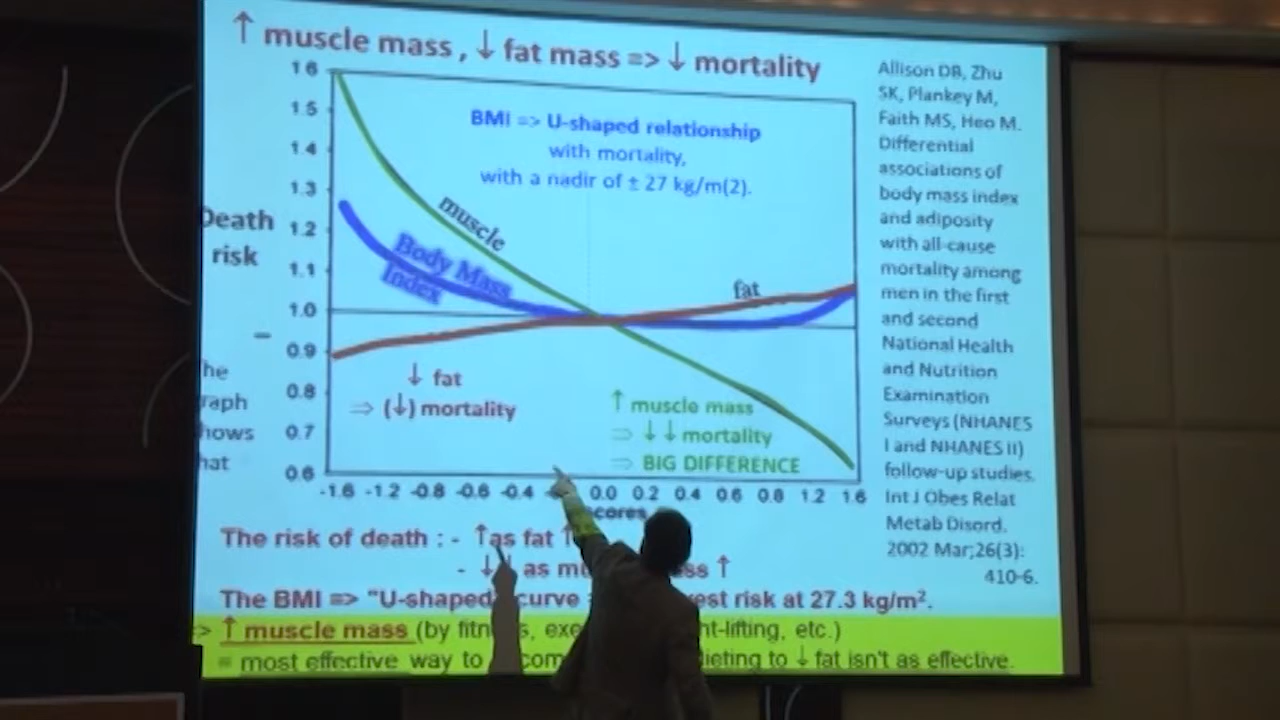 ↑ muscle mass , ↓ fat mass => ↓ mortality
1 6
1.5
1 4
1.3
1.2
1.1
1.0
0.9
0.8
0.7
0.6
Death
risk
BMI => U-shaped relationship
with mortality,
with a nadir of ± 27 kg/m(2).
muscle
Body Mass
Index
fat
↓ fat
⇒ (↓) mortality
↑ muscle mass
⇒ ↓ ↓ mortality
⇒ BIG DIFFERENCE
-1.6 -1.2 -0.8 -0.6 -0.4 0.0 0.2 0.4 0.6 0.8 1.2 1.6
Allison DB, Zhu
SK, Plankey M,
Faith MS, Heo M.
Differential
associations of
body mass index
and adiposity
with all-cause
mortality among
men in the first
and second
National Health
and Nutrition
Examination
Surveys (NHANES
I and NHANES II)
follow-up studies.
Int J Obes Relat
Metab Disord.
2002 Mar;26(3):
410-6.
The risk of death : - ↑ as fat ↑
- ↓ as ↑
The BMI => "U-shaped curve risk at 27.3 kg/m².
=> ↑ muscle mass (by etc.)
= most effective way to to ↓ fat isn't as effective.